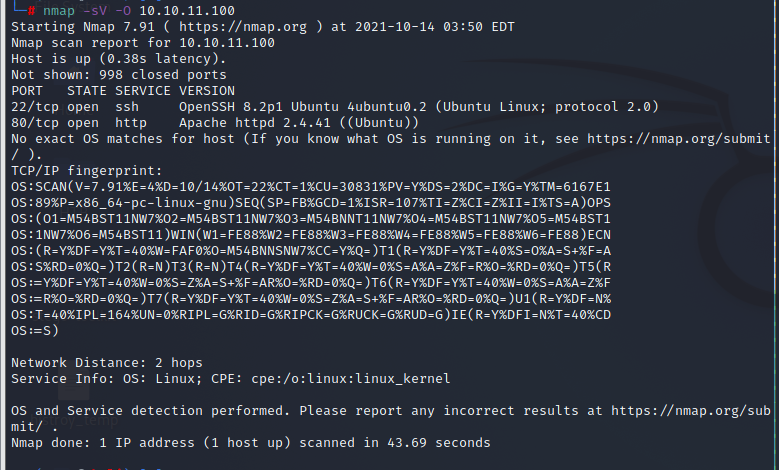 # nmap -sV -O 10.10.11.100
Starting Nmap 7.91 ( https://nmap.org ) at 2021-10-14 03:50 EDT
Nmap scan report for 10.10.11.100
Host is up (0.38s latency).
Not shown: 998 closed ports
PORT   STATE SERVICE VERSION
22/tcp open  ssh     OpenSSH 8.2p1 Ubuntu 4ubuntu0.2 (Ubuntu Linux; protocol 2.0)
80/tcp open  http    Apache httpd 2.4.41 ((Ubuntu))
No exact OS matches for host (If you know what OS is running on it, see https://nmap.org/submit
/ ).
TCP/IP fingerprint:
OS:SCAN(V=7.91%E=4%D=10/14%OT=22%CT=1%CU=30831%PV=Y%DS=2%DC=I%G=Y%TM=6167E1
OS:89%P=x86_64-pc-linux-gnu)SEQ(SP=FB%GCD=1%ISR=107%TI=Z%CI=Z%II=I%TS=A)OPS
OS:(O1=M54BST11NW7%O2=M54BST11NW7%O3=M54BNNT11NW7%O4=M54BST11NW7%O5=M54BST1
OS:1NW7%O6=M54BST11)WIN(W1=FE88%W2=FE88%W3=FE88%W4=FE88%W5=FE88%W6=FE88)ECN
OS:(R=Y%DF=Y%T=40%W=FAF0%O=M54BNNSNW7%CC=Y%Q=)T1(R=Y%DF=Y%T=40%S=O%A=S+%F=A
OS:S%RD=0%Q=)T2(R=N)T3(R=N)T4(R=Y%DF=Y%T=40%W=0%S=A%A=Z%F=R%O=%RD=0%Q=)T5(R
OS:=Y%DF=Y%T=40%W=0%S=Z%A=S+%F=AR%O=%RD=0%Q=)T6(R=Y%DF=Y%T=40%W=0%S=A%A=Z%F
OS:=R%O=%RD=0%Q=)T7(R=Y%DF=Y%T=40%W=0%S=Z%A=S+%F=AR%O=%RD=0%Q=)U1(R=Y%DF=N%
OS:T=40%IPL=164%UN=0%RIPL=G%RID=G%RIPCK=G%RUCK=G%RUD=G)IE(R=Y%DFI=N%T=40%CD
OS:=S)
Network Distance: 2 hops
Service Info: OS: Linux; CPE: cpe:/o:linux:linux_kernel
OS and Service detection performed. Please report any incorrect results at https://nmap.org/sub
mit/ .
Nmap done: 1 IP address (1 host up) scanned in 43.69 seconds